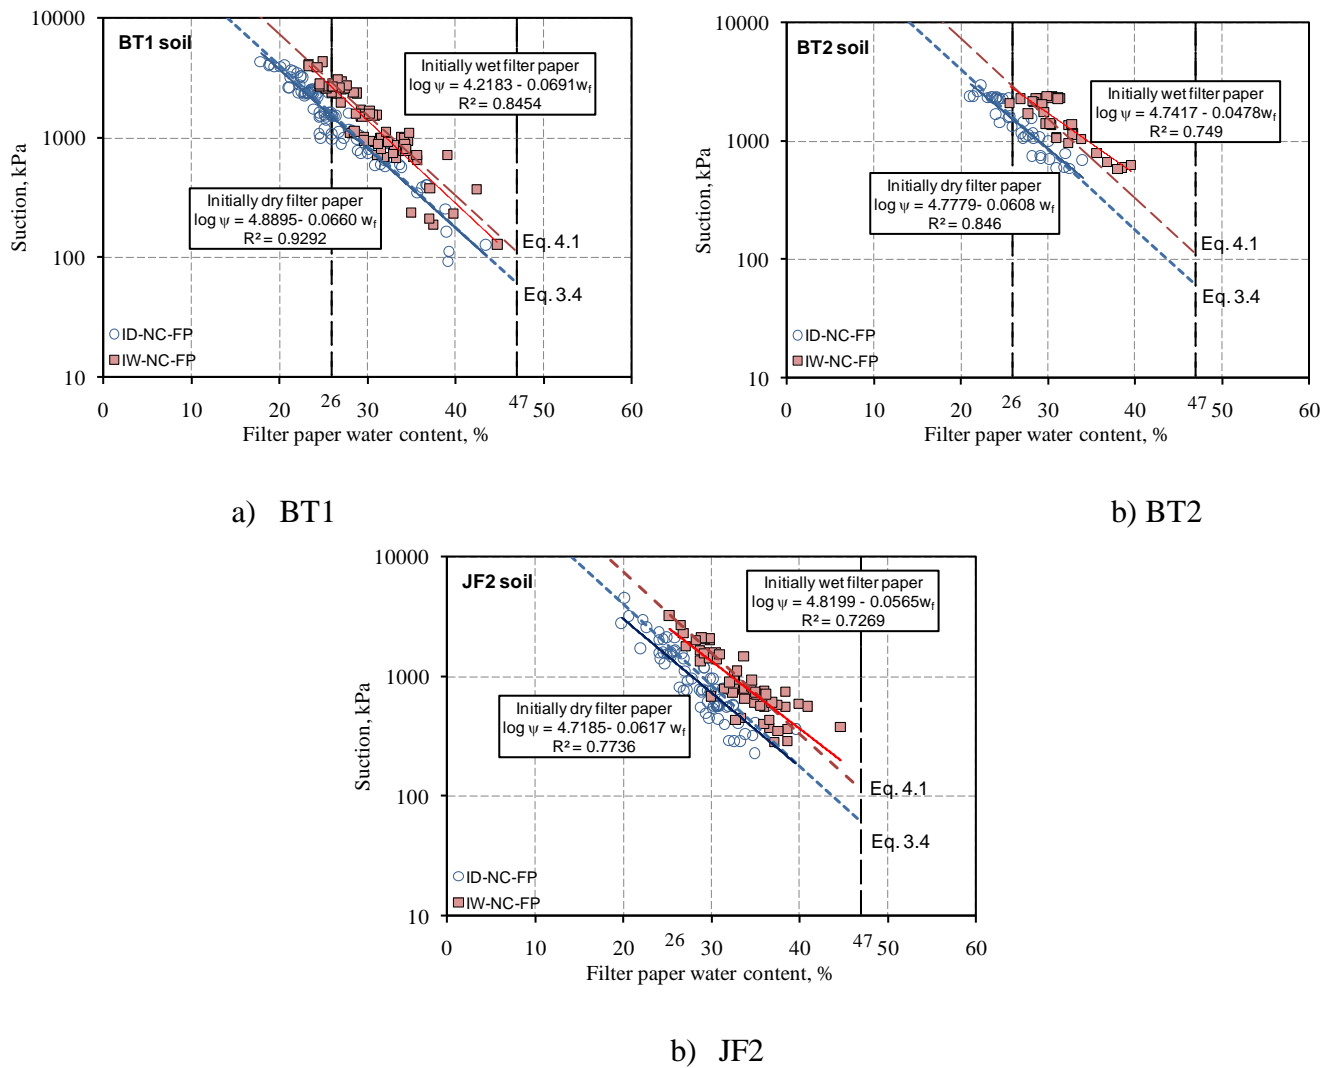 10000
1000
100
10
Suction, kPa
BT1 soil
Initially wet filter paper
log ψ = 4.2183 - 0.0691wf
R² = 0.8454
Initially dry filter paper
log ψ = 4.8895- 0.0660 wf
R² = 0.9292
Eq. 4.1
Eq. 3.4
ID-NC-FP
IW-NC-FP
0 10 20 26 30 40 47 50 60
Filter paper water content, %
a) BT1
10000
1000
100
10
Suction, kPa
BT2 soil
Initially wet filter paper
log ψ = 4.7417 - 0.0478wf
R² = 0.749
Initially dry filter paper
log ψ = 4.7779- 0.0608 wf
R² = 0.846
Eq. 4.1
Eq. 3.4
ID-NC-FP
IW-NC-FP
0 10 20 26 30 40 47 50 60
Filter paper water content, %
b) BT2
10000
1000
100
10
Suction, kPa
JF2 soil
Initially wet filter paper
log ψ = 4.8199 - 0.0565wf
R² = 0.7269
Initially dry filter paper
log ψ = 4.7185- 0.0617 wf
R² = 0.7736
Eq. 4.1
Eq. 3.4
ID-NC-FP
IW-NC-FP
0 10 20 26 30 40 47 50 60
Filter paper water content, %
b) JF2